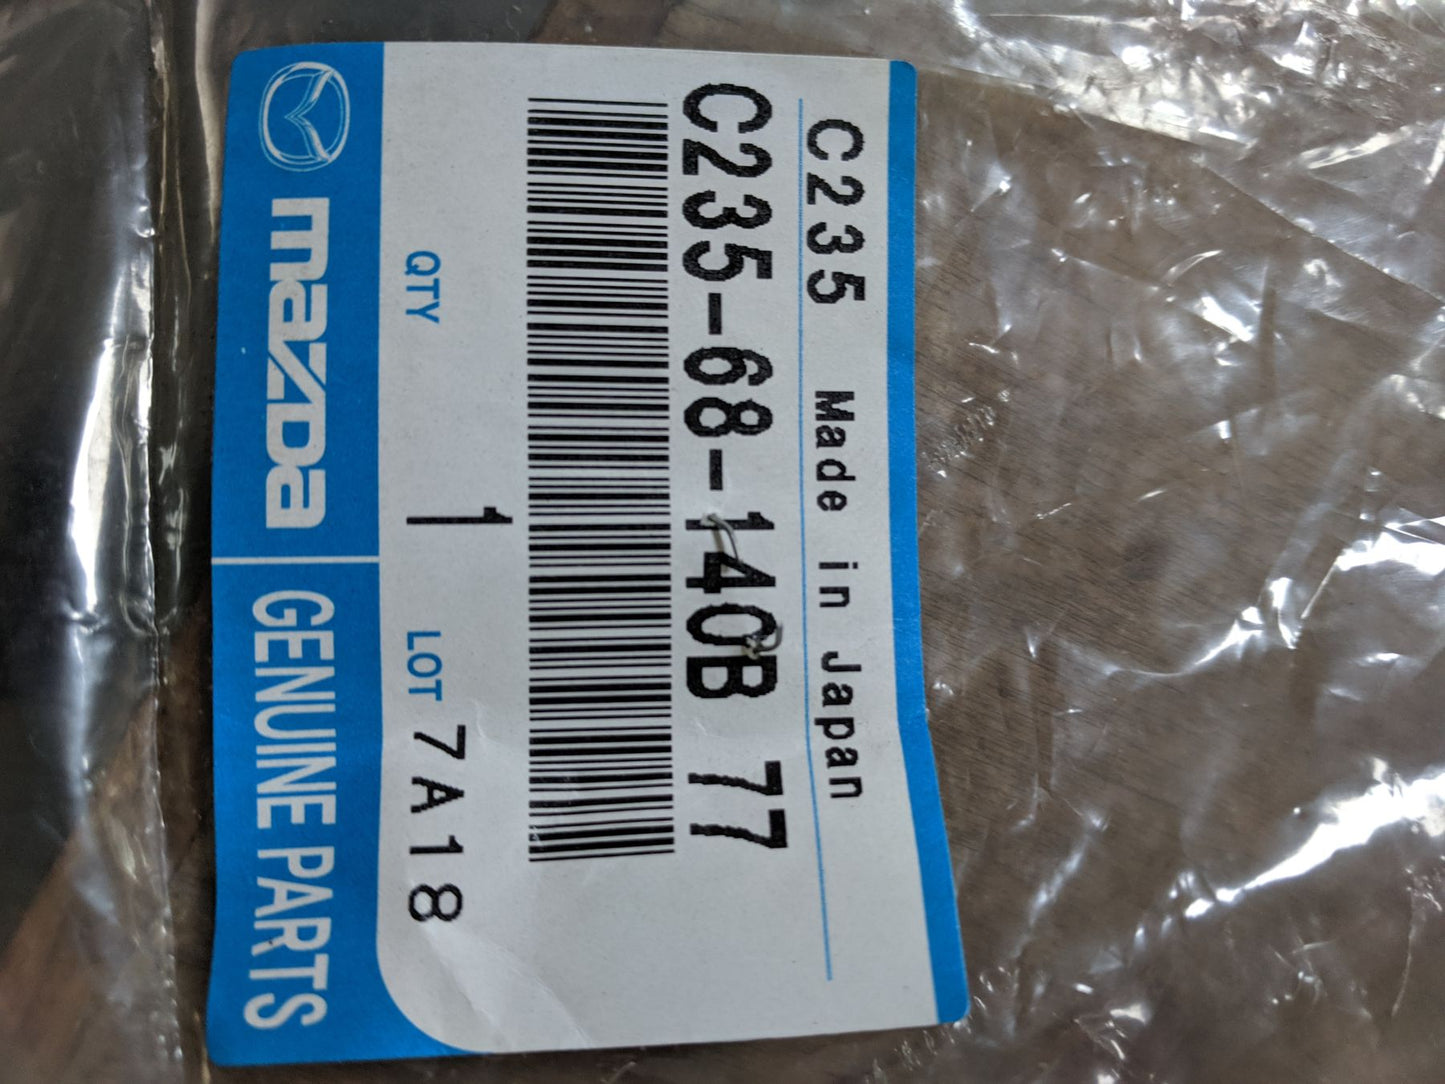 C235 Made in Japan
C235-68-140B 77
QTY 1 LOT 7A18
mazda GENUINE PARTS